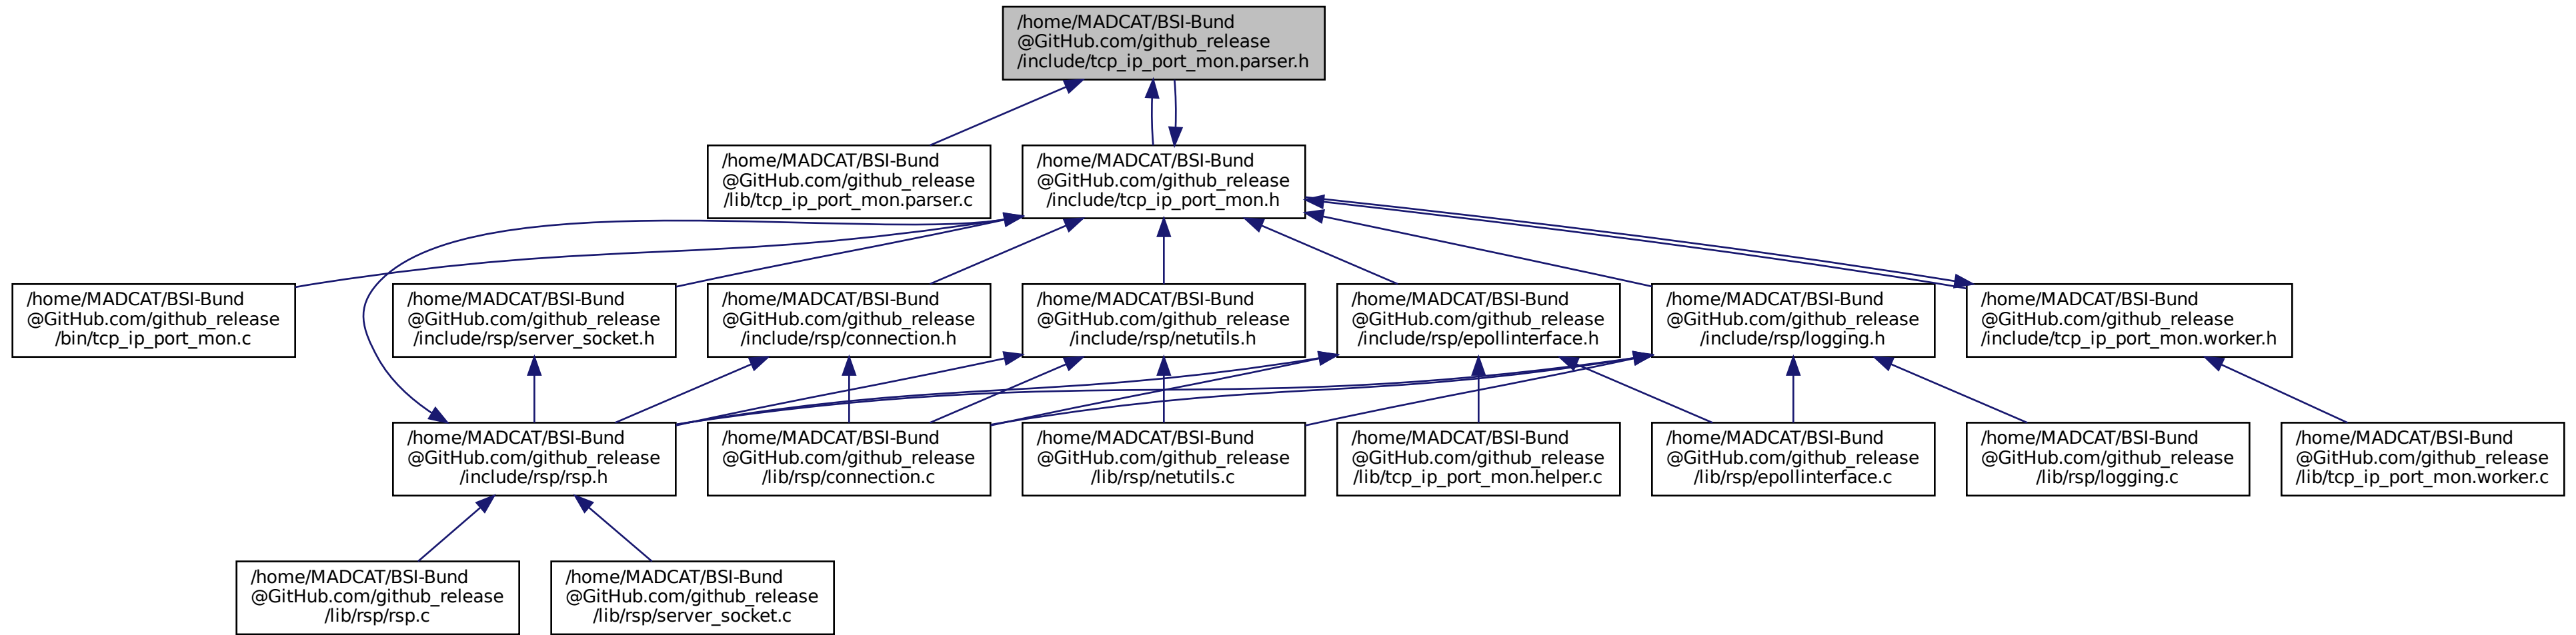 /home/MADCAT/BSI-Bund
@GitHub.com/github_release
/include/tcp_ip_port_mon.parser.h
/home/MADCAT/BSI-Bund
@GitHub.com/github_release
/lib/tcp_ip_port_mon.parser.c
/home/MADCAT/BSI-Bund
@GitHub.com/github_release
/include/tcp_ip_port_mon.h
/home/MADCAT/BSI-Bund
@GitHub.com/github_release
/bin/tcp_ip_port_mon.c
/home/MADCAT/BSI-Bund
@GitHub.com/github_release
/include/rsp/server_socket.h
/home/MADCAT/BSI-Bund
@GitHub.com/github_release
/include/rsp/connection.h
/home/MADCAT/BSI-Bund
@GitHub.com/github_release
/include/rsp/netutils.h
/home/MADCAT/BSI-Bund
@GitHub.com/github_release
/include/rsp/epollinterface.h
/home/MADCAT/BSI-Bund
@GitHub.com/github_release
/include/rsp/logging.h
/home/MADCAT/BSI-Bund
@GitHub.com/github_release
/include/tcp_ip_port_mon.worker.h
/home/MADCAT/BSI-Bund
@GitHub.com/github_release
/include/rsp/rsp.h
/home/MADCAT/BSI-Bund
@GitHub.com/github_release
/lib/rsp/connection.c
/home/MADCAT/BSI-Bund
@GitHub.com/github_release
/lib/rsp/netutils.c
/home/MADCAT/BSI-Bund
@GitHub.com/github_release
/lib/tcp_ip_port_mon.helper.c
/home/MADCAT/BSI-Bund
@GitHub.com/github_release
/lib/rsp/epollinterface.c
/home/MADCAT/BSI-Bund
@GitHub.com/github_release
/lib/rsp/logging.c
/home/MADCAT/BSI-Bund
@GitHub.com/github_release
/lib/tcp_ip_port_mon.worker.c
/home/MADCAT/BSI-Bund
@GitHub.com/github_release
/lib/rsp/rsp.c
/home/MADCAT/BSI-Bund
@GitHub.com/github_release
/lib/rsp/server_socket.c